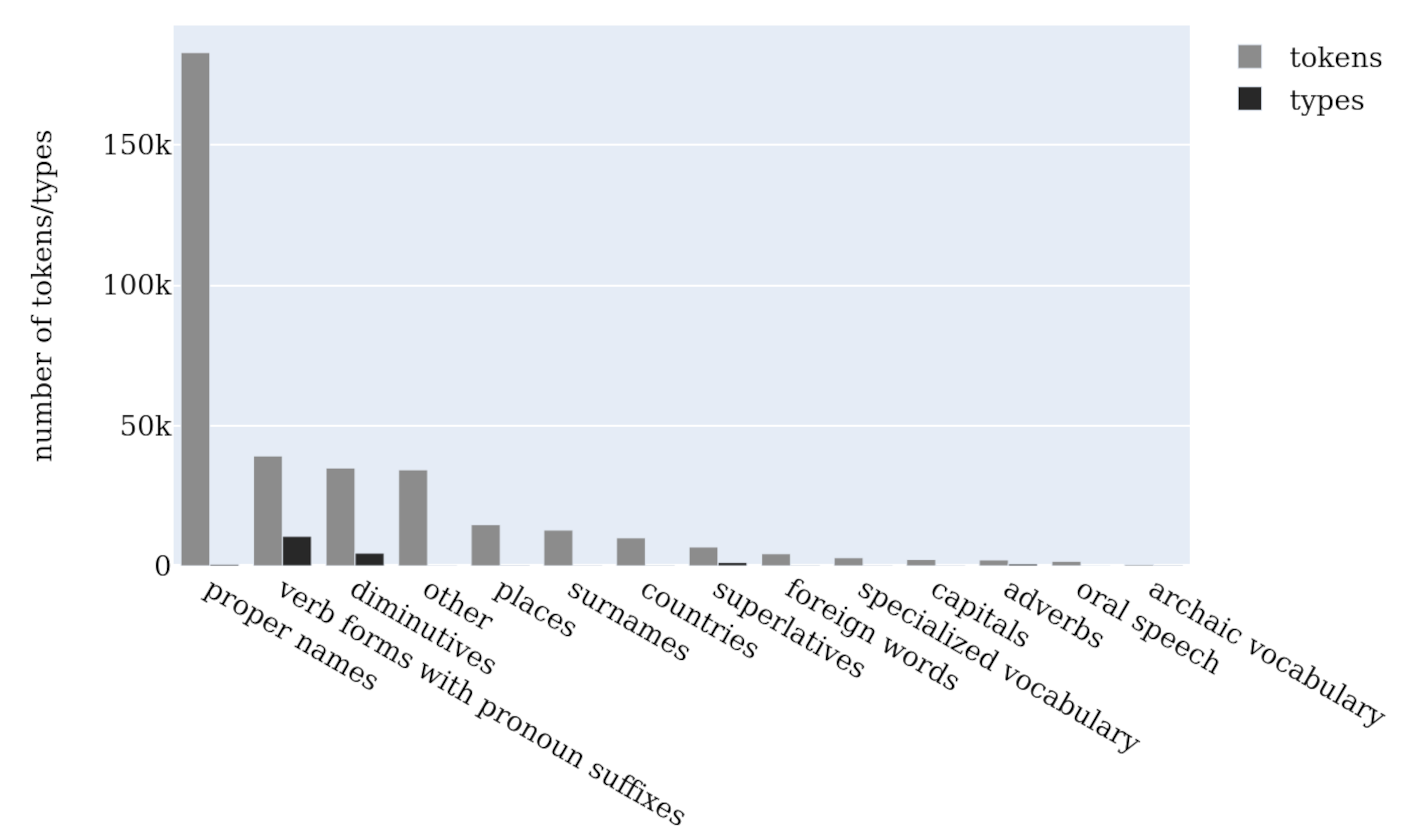 tokens
types
number of tokens/types
150k
100k
50k
0
proper names
verb forms with pronoun suffixes
diminutives
other
places
surnames
countries
superlatives
foreign words
specialized vocabulary
capitals
adverbs
oral speech
archaic vocabulary